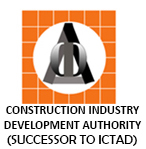 CONSTRUCTION INDUSTRY
DEVELOPMENT AUTHORITY
(SUCCESSOR TO ICTAD)